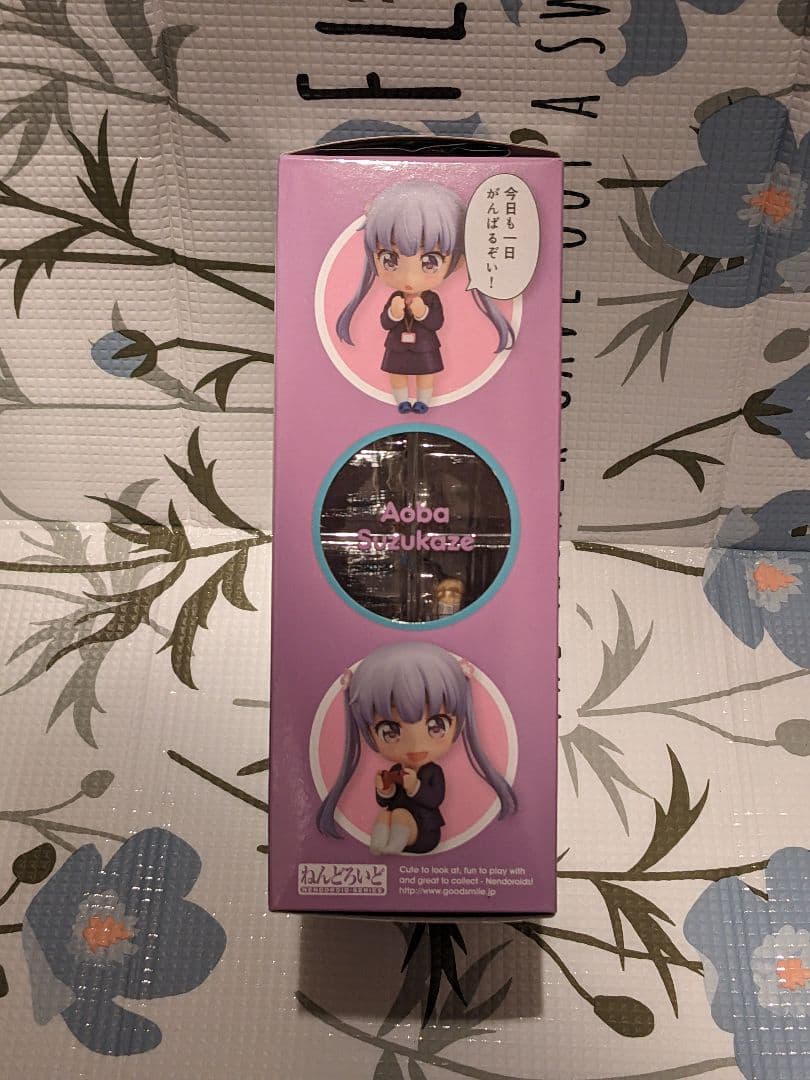 今日も一日
がんばるぞい!
Aoba
Suzukaze
ねんどろいど
NENDOROID SERIES
Cute to look at, fun to play with
and great to collect - Nendoroids!
http://www.goodsmile.jp